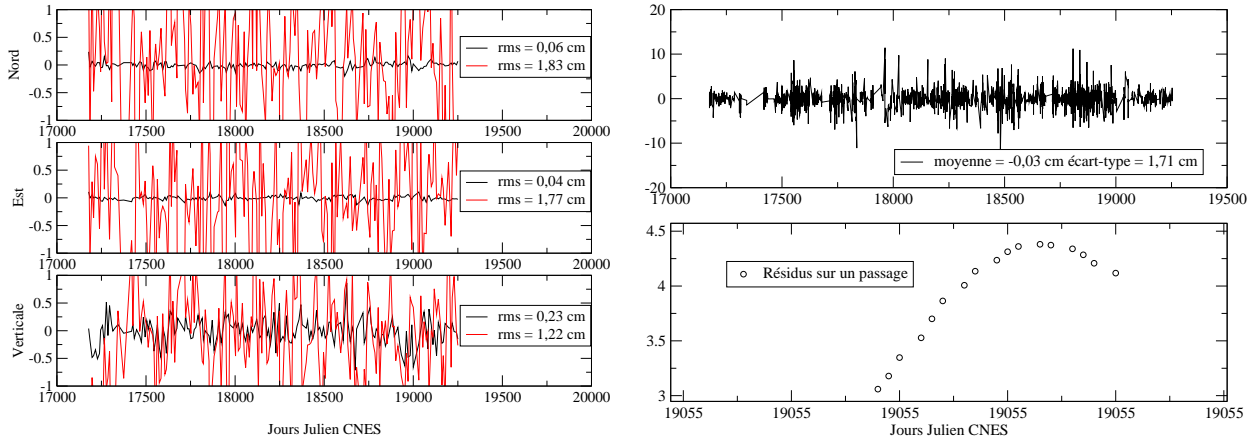 1
0.5
0
-0.5
-1
Nord
rms = 0,06 cm
rms = 1,83 cm
17000 17500 18000 18500 19000 19500 20000
1
0.5
0
-0.5
-1
Est
rms = 0,04 cm
rms = 1,77 cm
17000 17500 18000 18500 19000 19500 20000
1
0.5
0
-0.5
-1
Verticale
rms = 0,23 cm
rms = 1,22 cm
17000 17500 18000 18500 19000 19500 20000
Jours Julien CNES
20
10
0
-10
-20
moyenne = -0,03 cm écart-type = 1,71 cm
17000 17500 18000 18500 19000 19500
4.5
4
3.5
3
Résidus sur un passage
19055 19055 19055 19055 19055 19055
Jours Julien CNES